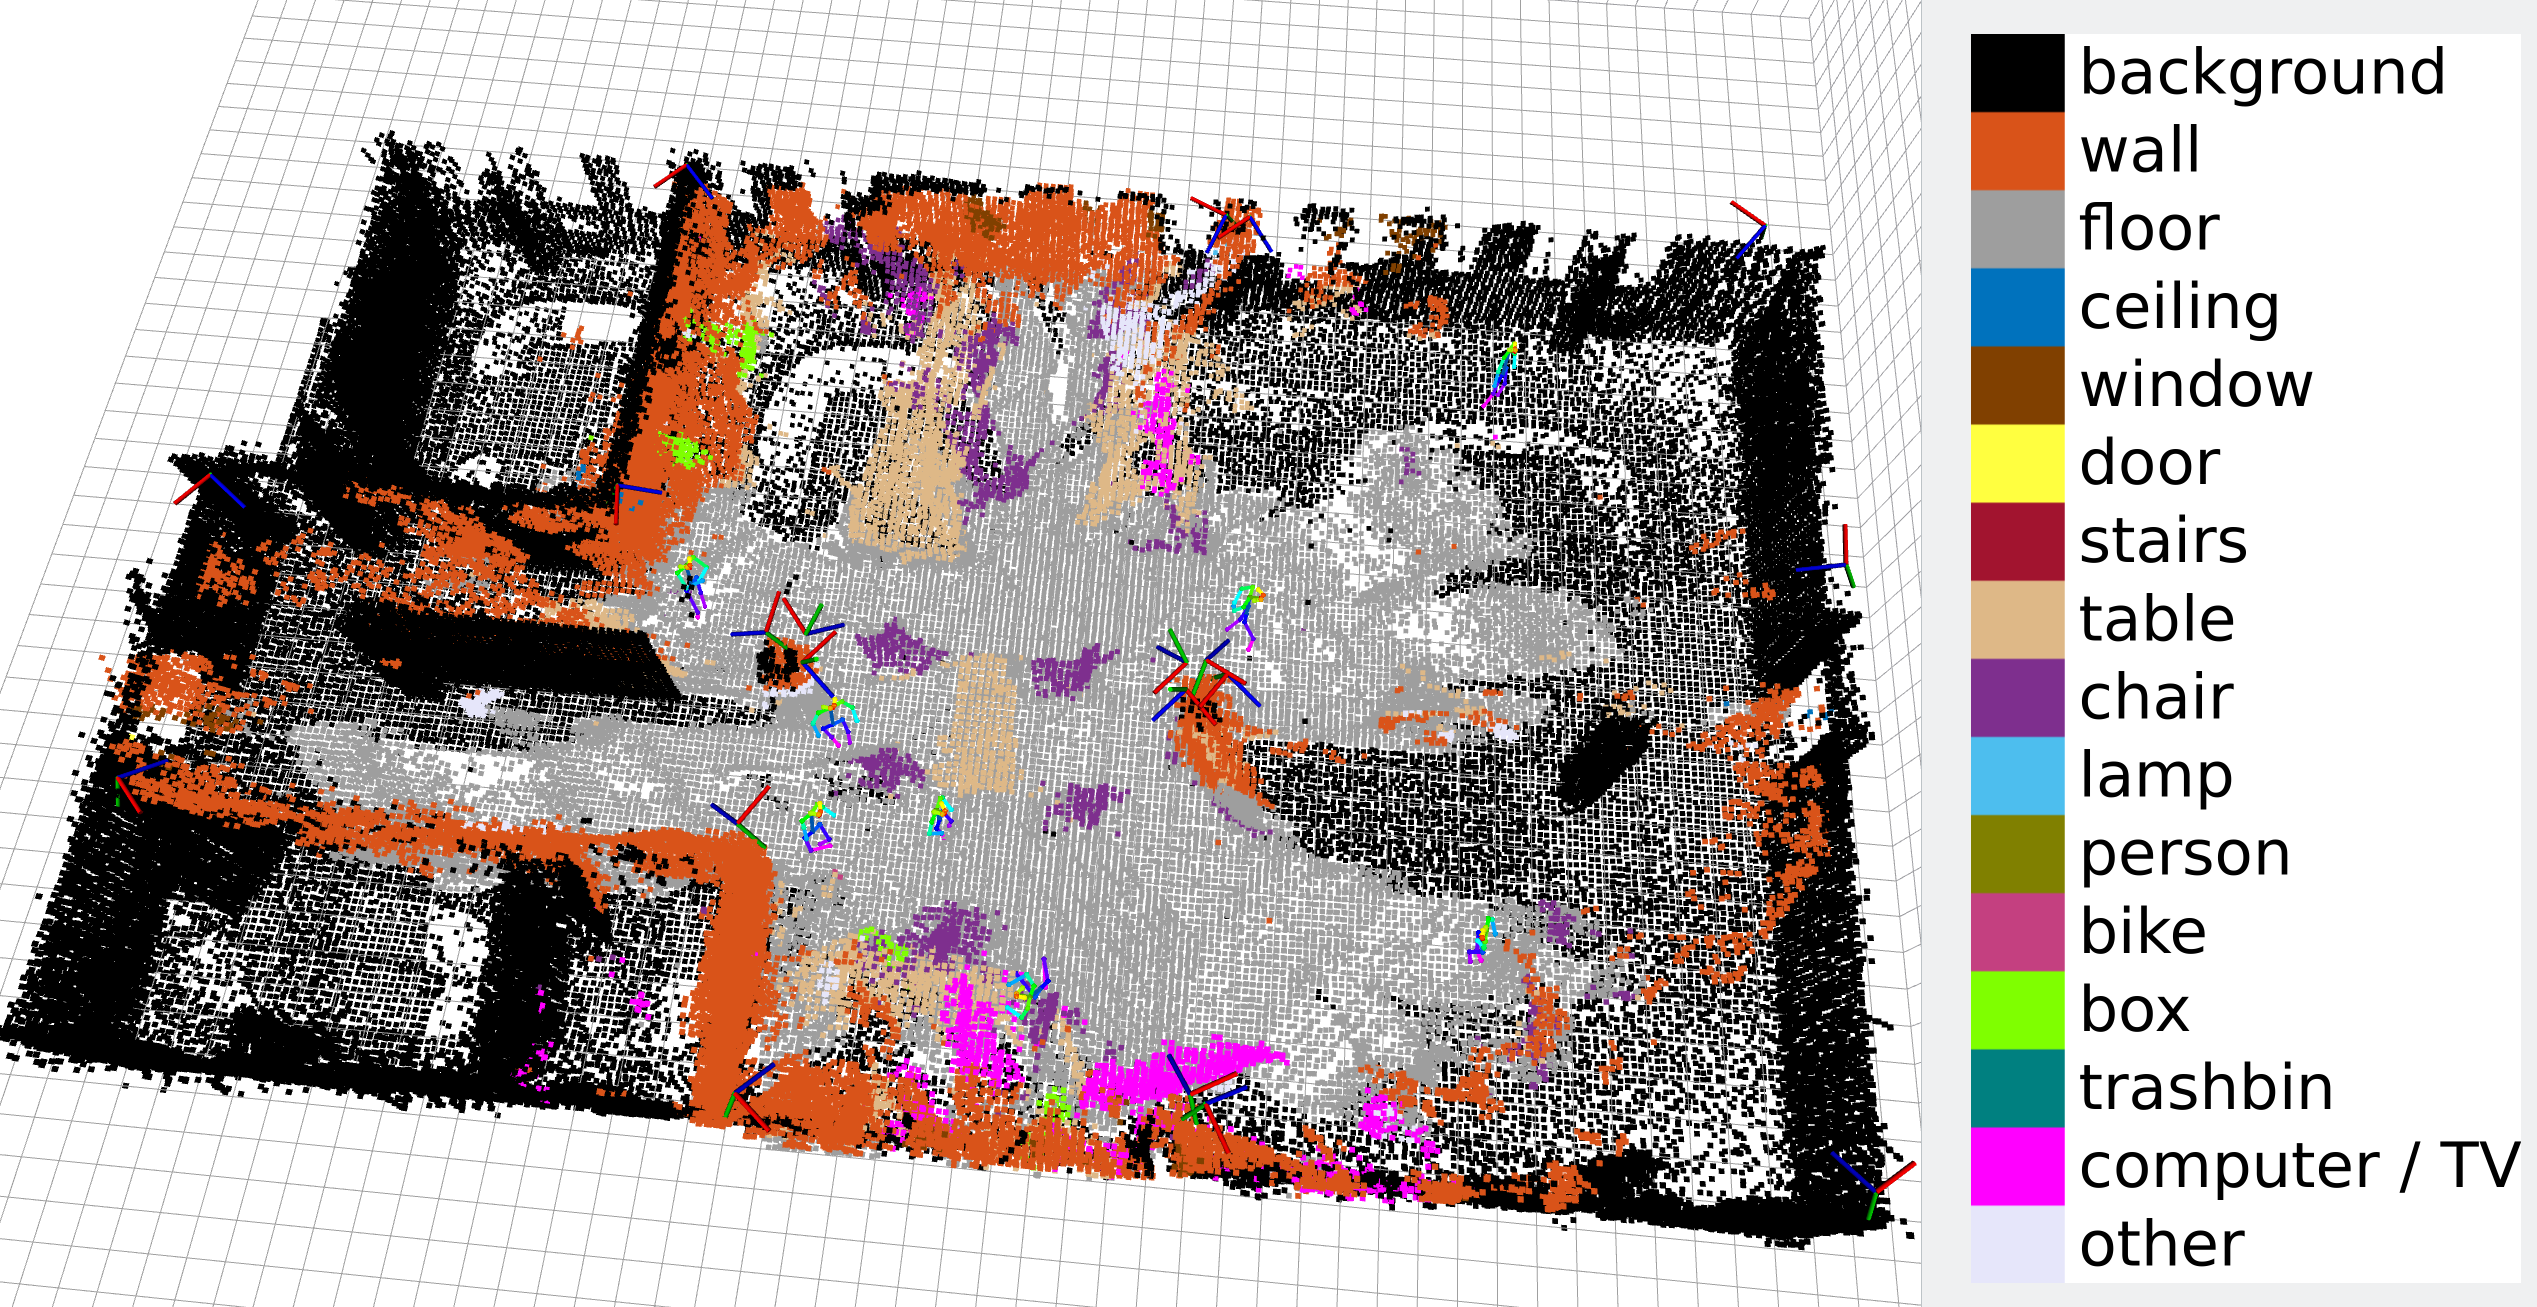 background
wall
floor
ceiling
window
door
stairs
table
chair
lamp
person
bike
box
trashbin
computer / TV
other